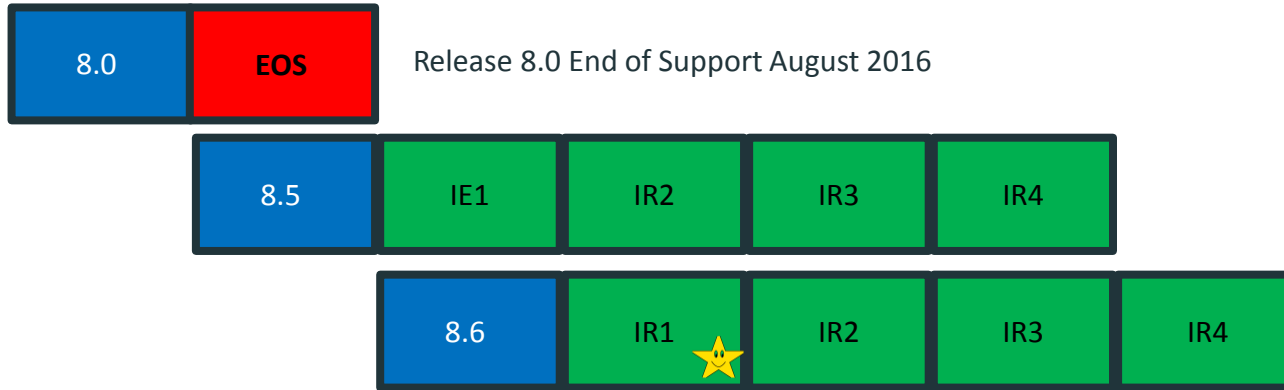 8.0 EOS Release 8.0 End of Support August 2016
8.5 IE1 IR2 IR3 IR4
8.6 IR1 IR2 IR3 IR4